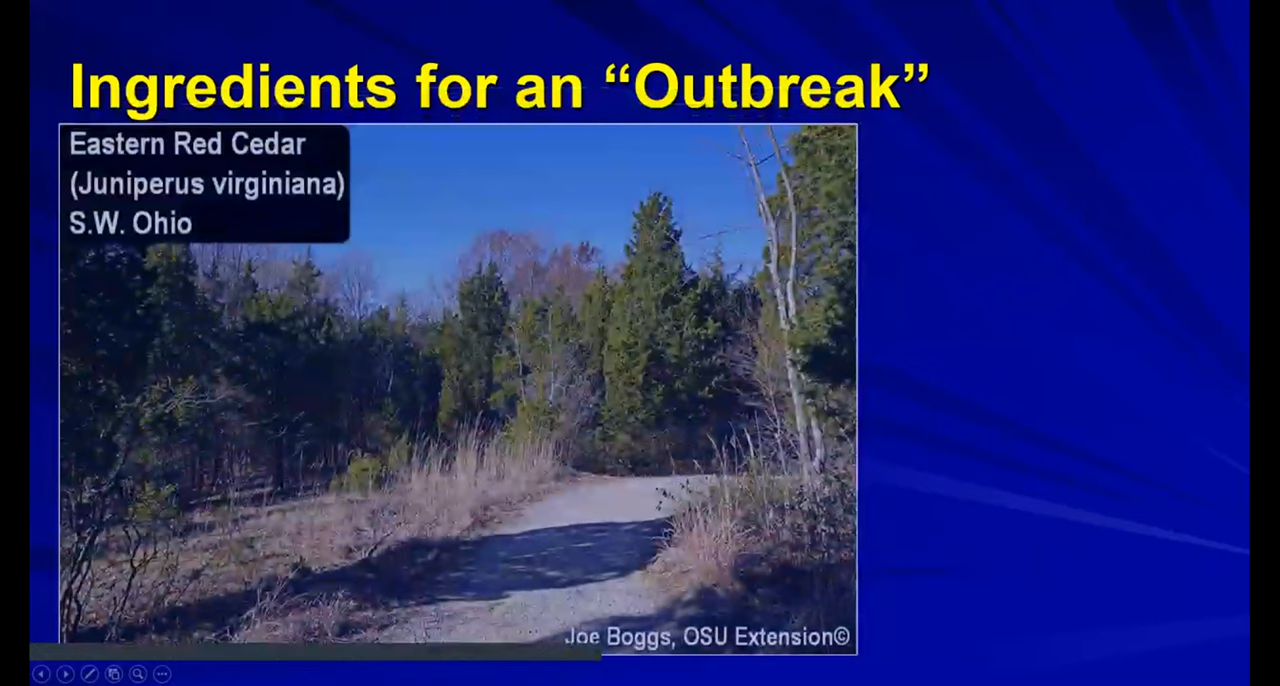 Ingredients for an “Outbreak”
Eastern Red Cedar
(Juniperus virginiana)
S.W. Ohio
Joe Boggs, OSU Extension©